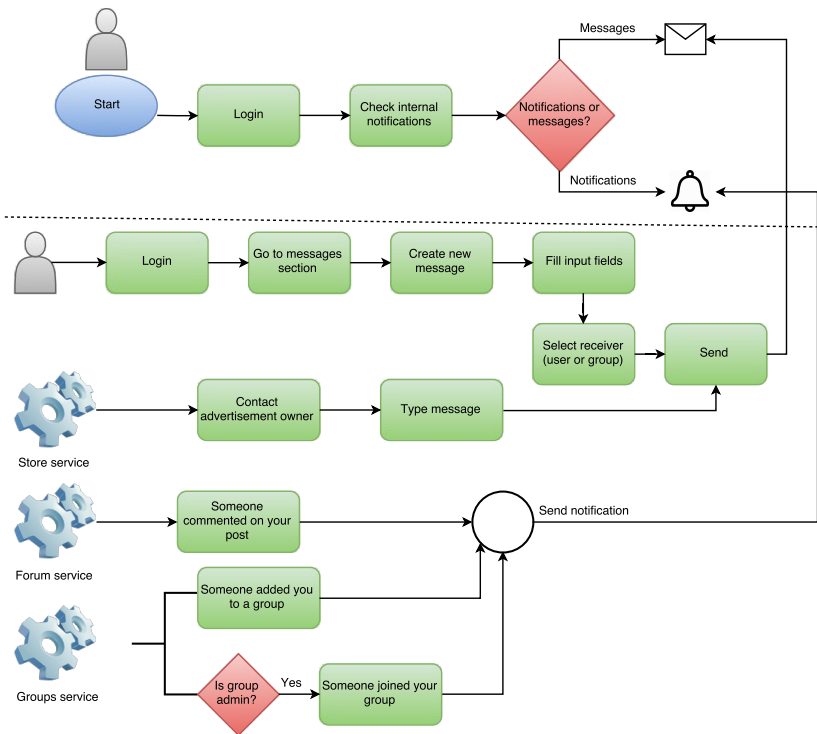 Messages
Start
Login
Check internal
notifications
Notifications or
messages?
Notifications
Login
Go to messages
section
Create new
message
Fill input fields
Select receiver
(user or group)
Send
Contact
advertisement owner
Type message
Store service
Someone
commented on your
post
Send notification
Forum service
Someone added you
to a group
Is group
admin?
Yes
Someone joined your
group
Groups service